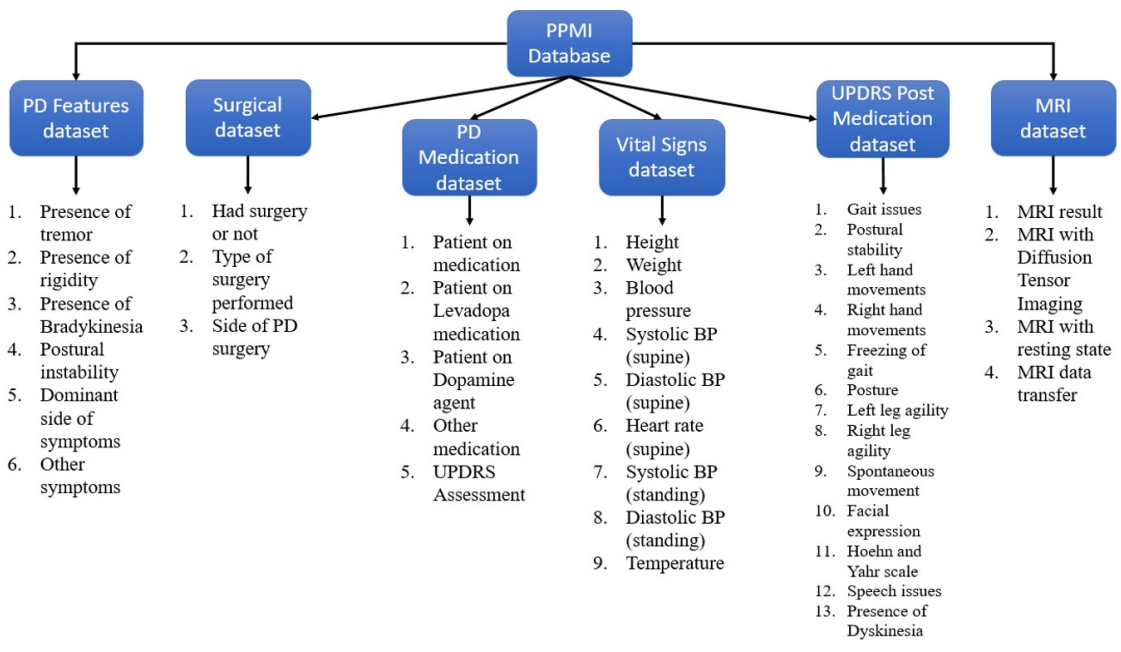 PPMI
Database
PD Features
dataset
1. Presence of
tremor
2. Presence of
rigidity
3. Presence of
Bradykinesia
4. Postural
instability
5. Dominant
side of
symptoms
6. Other
symptoms
Surgical
dataset
1. Had surgery
or not
2. Type of
surgery
performed
3. Side of PD
surgery
PD
Medication
dataset
1. Patient on
medication
2. Patient on
Levadopa
medication
3. Patient on
Dopamine
agent
4. Other
medication
5. UPDRS
Assessment
Vital Signs
dataset
1. Height
2. Weight
3. Blood
pressure
4. Systolic BP
(supine)
5. Diastolic BP
(supine)
6. Heart rate
(supine)
7. Systolic BP
(standing)
8. Diastolic BP
(standing)
9. Temperature
UPDRS Post
Medication
dataset
1. Gait issues
2. Postural
stability
3. Left hand
movements
4. Right hand
movements
5. Freezing of
gait
6. Posture
7. Left leg agility
8. Right leg
agility
9. Spontaneous
movement
10. Facial
expression
11. Hoehn and
Yahr scale
12. Speech issues
13. Presence of
Dyskinesia
MRI
dataset
1. MRI result
2. MRI with
Diffusion
Tensor
Imaging
3. MRI with
resting state
4. MRI data
transfer